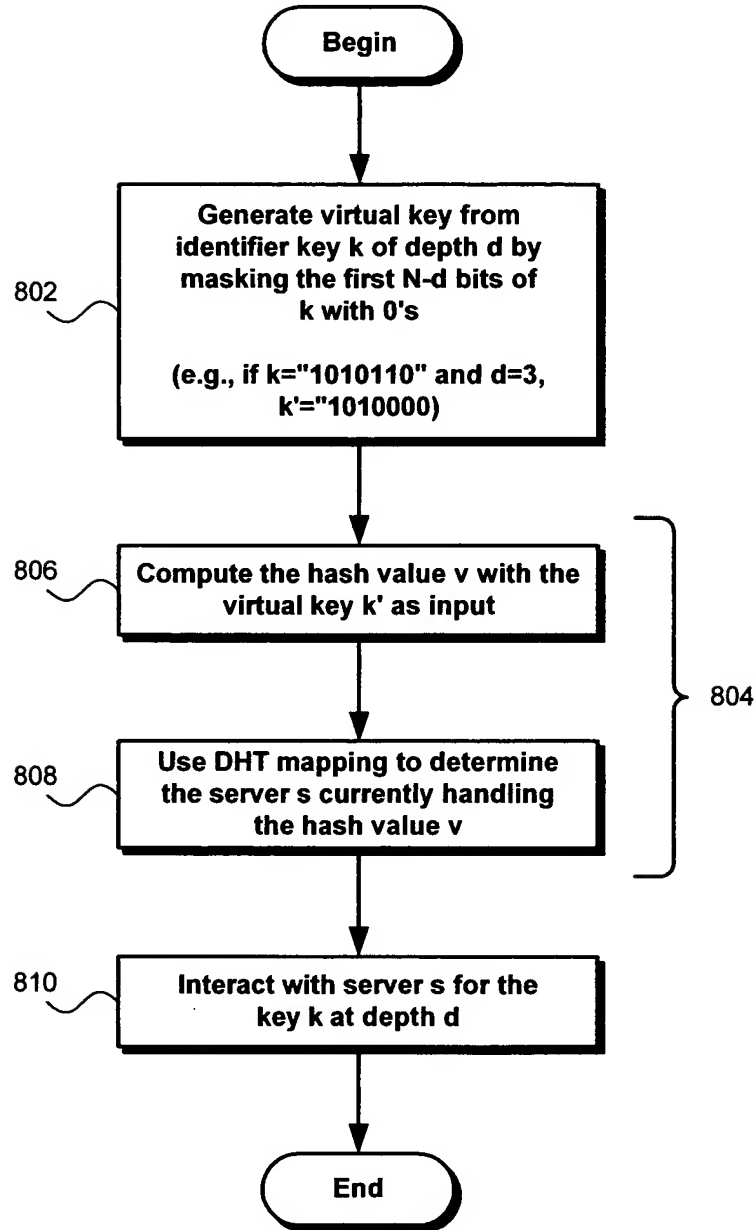 Begin
802
Generate virtual key from
identifier key k of depth d by
masking the first N-d bits of
k with 0's
(e.g., if k="1010110" and d=3,
k'="1010000)
806
Compute the hash value v with the
virtual key k' as input
804
808
Use DHT mapping to determine
the server s currently handling
the hash value v
810
Interact with server s for the
key k at depth d
End